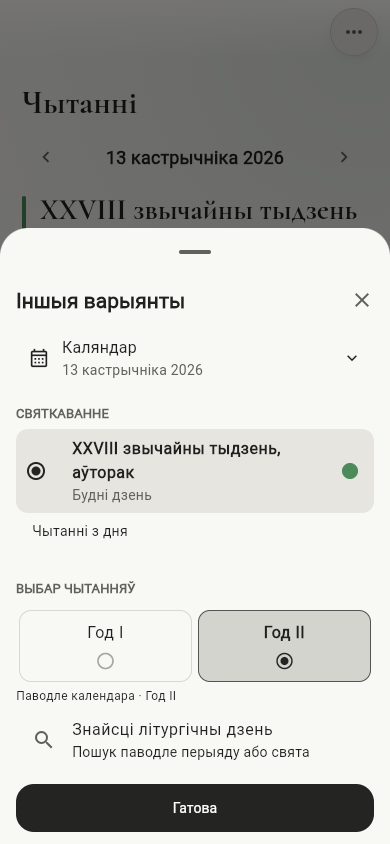 Чытанні
13 кастрычніка 2026
XXVIII звычайны тыдзень
Іншыя варыянты
Каляндар
13 кастрычніка 2026
СВЯТКАВАННЕ
XXVIII звычайны тыдзень,
аўторак
Будні дзень
Чытанні з дня
ВЫБАР ЧЫТАННЯЎ
Год I
Год II
Паводле календара · Год II
Знайсці літургічны дзень
Пошук паводле перыяду або свята
Гатова